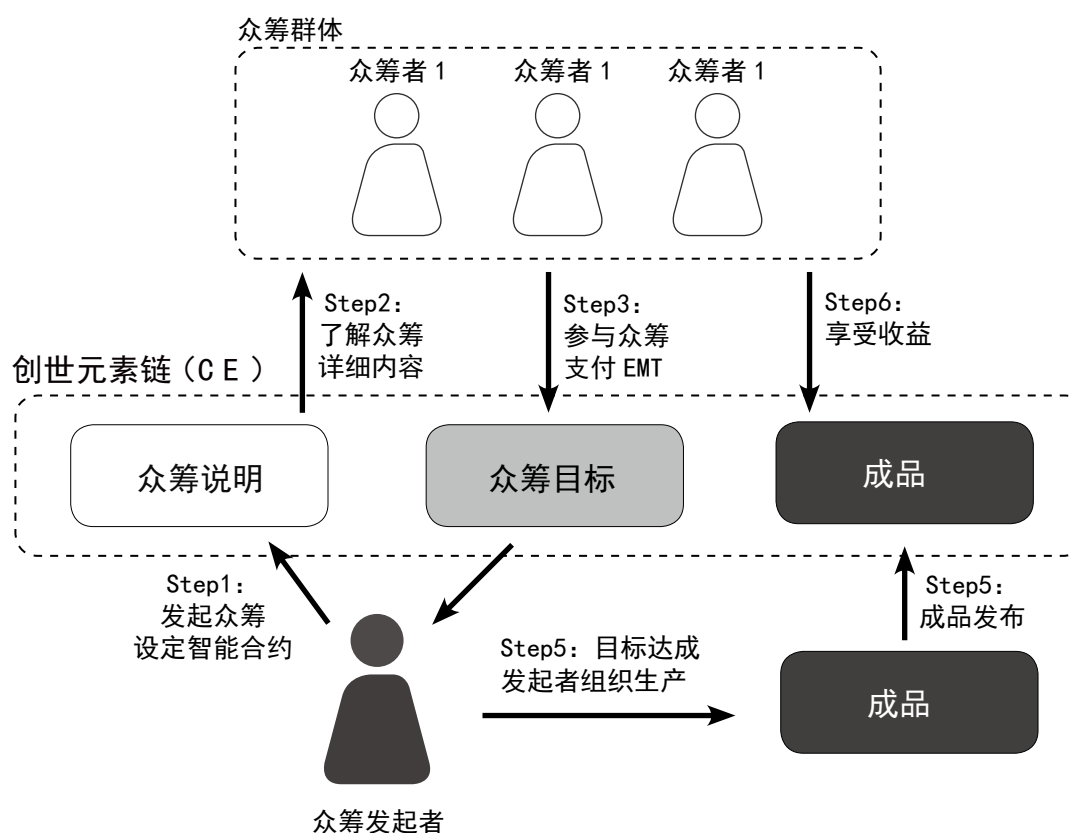 众筹群体
众筹者 1
众筹者 1
众筹者 1
Step2：
了解众筹
详细内容
Step3：
参与众筹
支付 EMT
Step6：
享受收益
创世元素链（C E ）
众筹说明
众筹目标
成品
Step1：
发起众筹
设定智能合约
Step5：目标达成
发起者组织生产
Step5：
成品发布
成品
众筹发起者